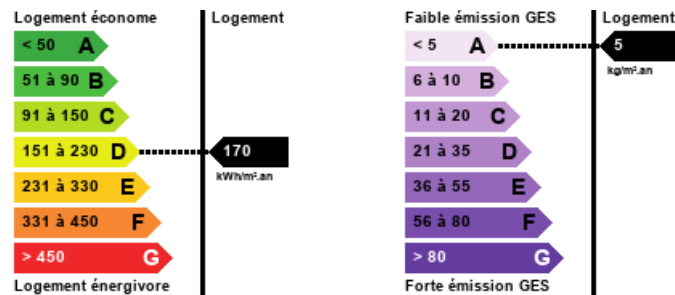 Logement économe
Logement
< 50 A
51 à 90 B
91 à 150 C
151 à 230 D
170
kWh/m².an
231 à 330 E
331 à 450 F
> 450 G
Logement énergivore
Faible émission GES
Logement
< 5 A
5
kg/m².an
6 à 10 B
11 à 20 C
21 à 35 D
36 à 55 E
56 à 80 F
> 80 G
Forte émission GES